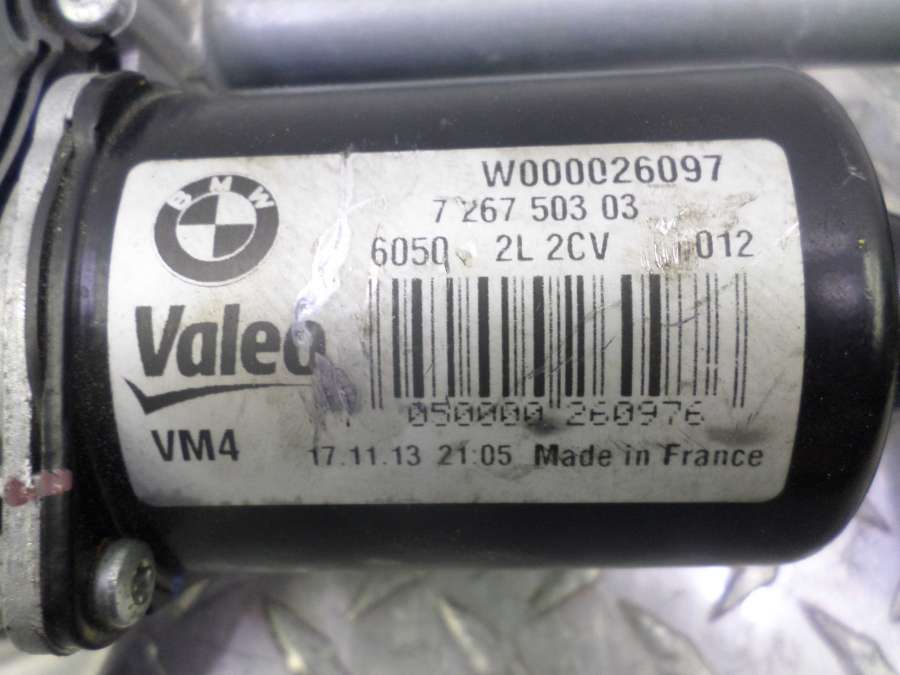 W000026097
BMW
7 267 503 03
6050 2L 2CV 012
Valeo
050000 260976
VM4
17.11.13 21:05 Made in France